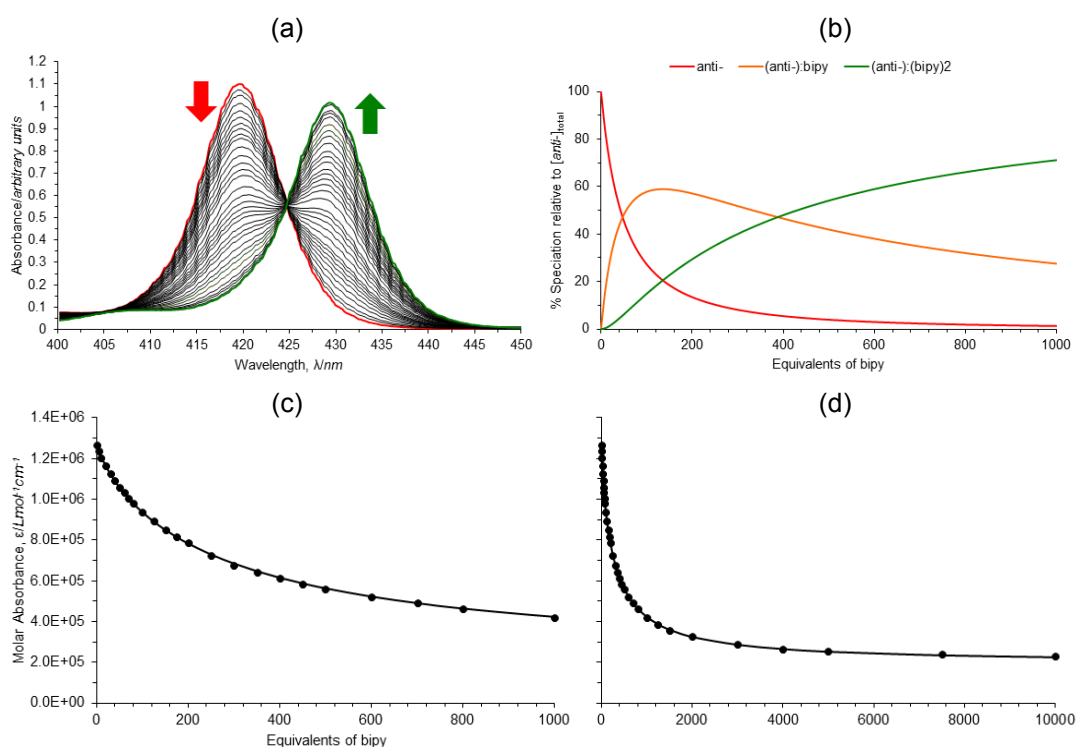 (a)
1.2
1.1
1
0.9
0.8
0.7
0.6
0.5
0.4
0.3
0.2
0.1
0
Absorbance/arbitrary units
400 405 410 415 420 425 430 435 440 445 450
Wavelength, λ/nm
(b)
anti- (anti-):bipy (anti-):(bipy)2
100
80
60
40
20
0
% Speciation relative to [anti-]total
0 200 400 600 800 1000
Equivalents of bipy
(c)
1.4E+06
1.2E+06
1.0E+06
8.0E+05
6.0E+05
4.0E+05
2.0E+05
0.0E+00
Molar Absorbance, ε/Lmol⁻¹cm⁻¹
0 200 400 600 800 1000
Equivalents of bipy
(d)
0 2000 4000 6000 8000 10000